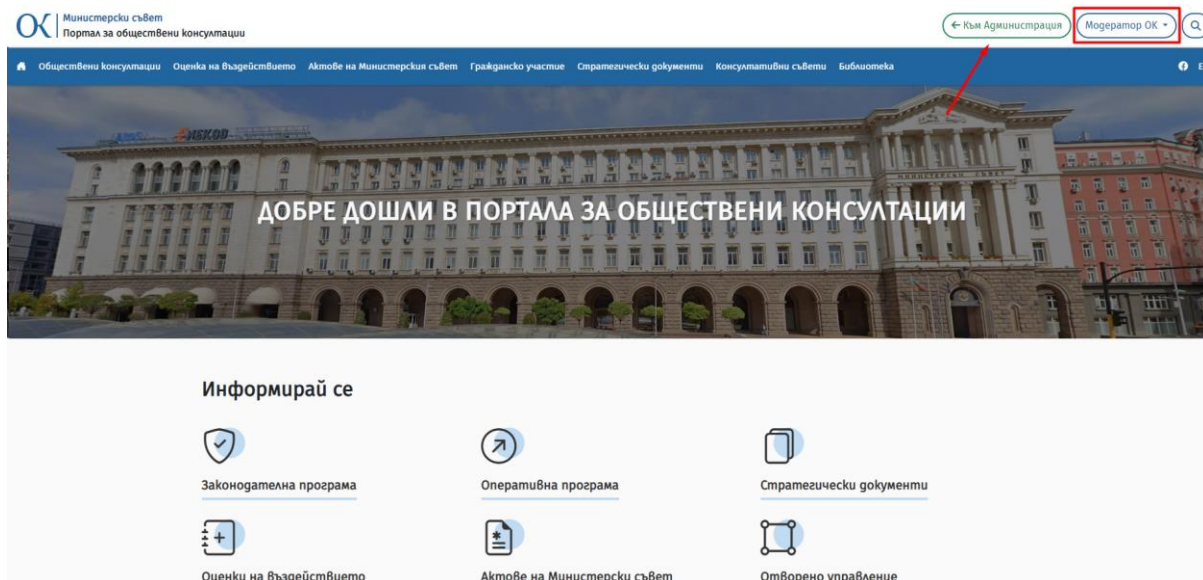 ОК Министерски съвет
Портал за обществени консултации
← Към Администрация
Модератор ОК
Обществени консултации Оценка на въздействието Актове на Министерския съвет Гражданско участие Стратегически документи Консултативни съвети Библиотека
МИНИСТЕРСКИ СЪВЕТ
ДОБРЕ ДОШЛИ В ПОРТАЛА ЗА ОБЩЕСТВЕНИ КОНСУЛТАЦИИ
Информирай се
Законодателна програма
Оперативна програма
Стратегически документи
Оценки на въздействието
Актове на Министерски съвет
Отворено управление